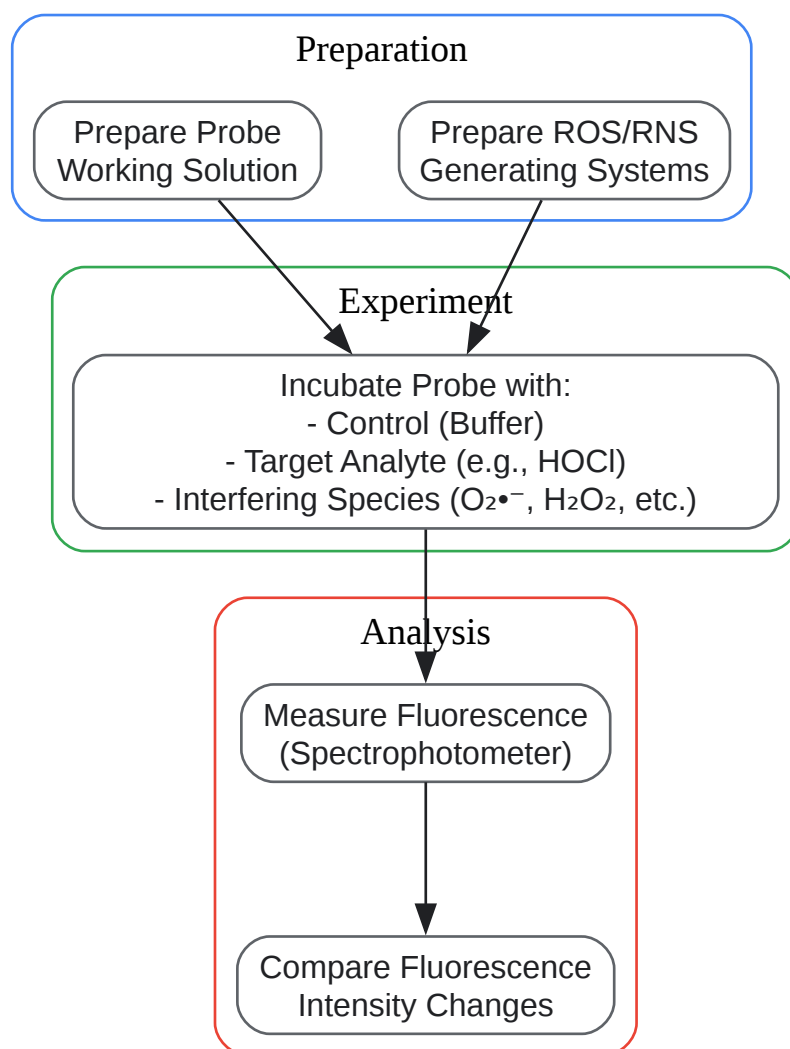 Preparation
Prepare Probe
Working Solution
Prepare ROS/RNS
Generating Systems
Experiment
Incubate Probe with:
- Control (Buffer)
- Target Analyte (e.g., HOCl)
- Interfering Species (O₂•⁻, H₂O₂, etc.)
Analysis
Measure Fluorescence
(Spectrophotometer)
Compare Fluorescence
Intensity Changes